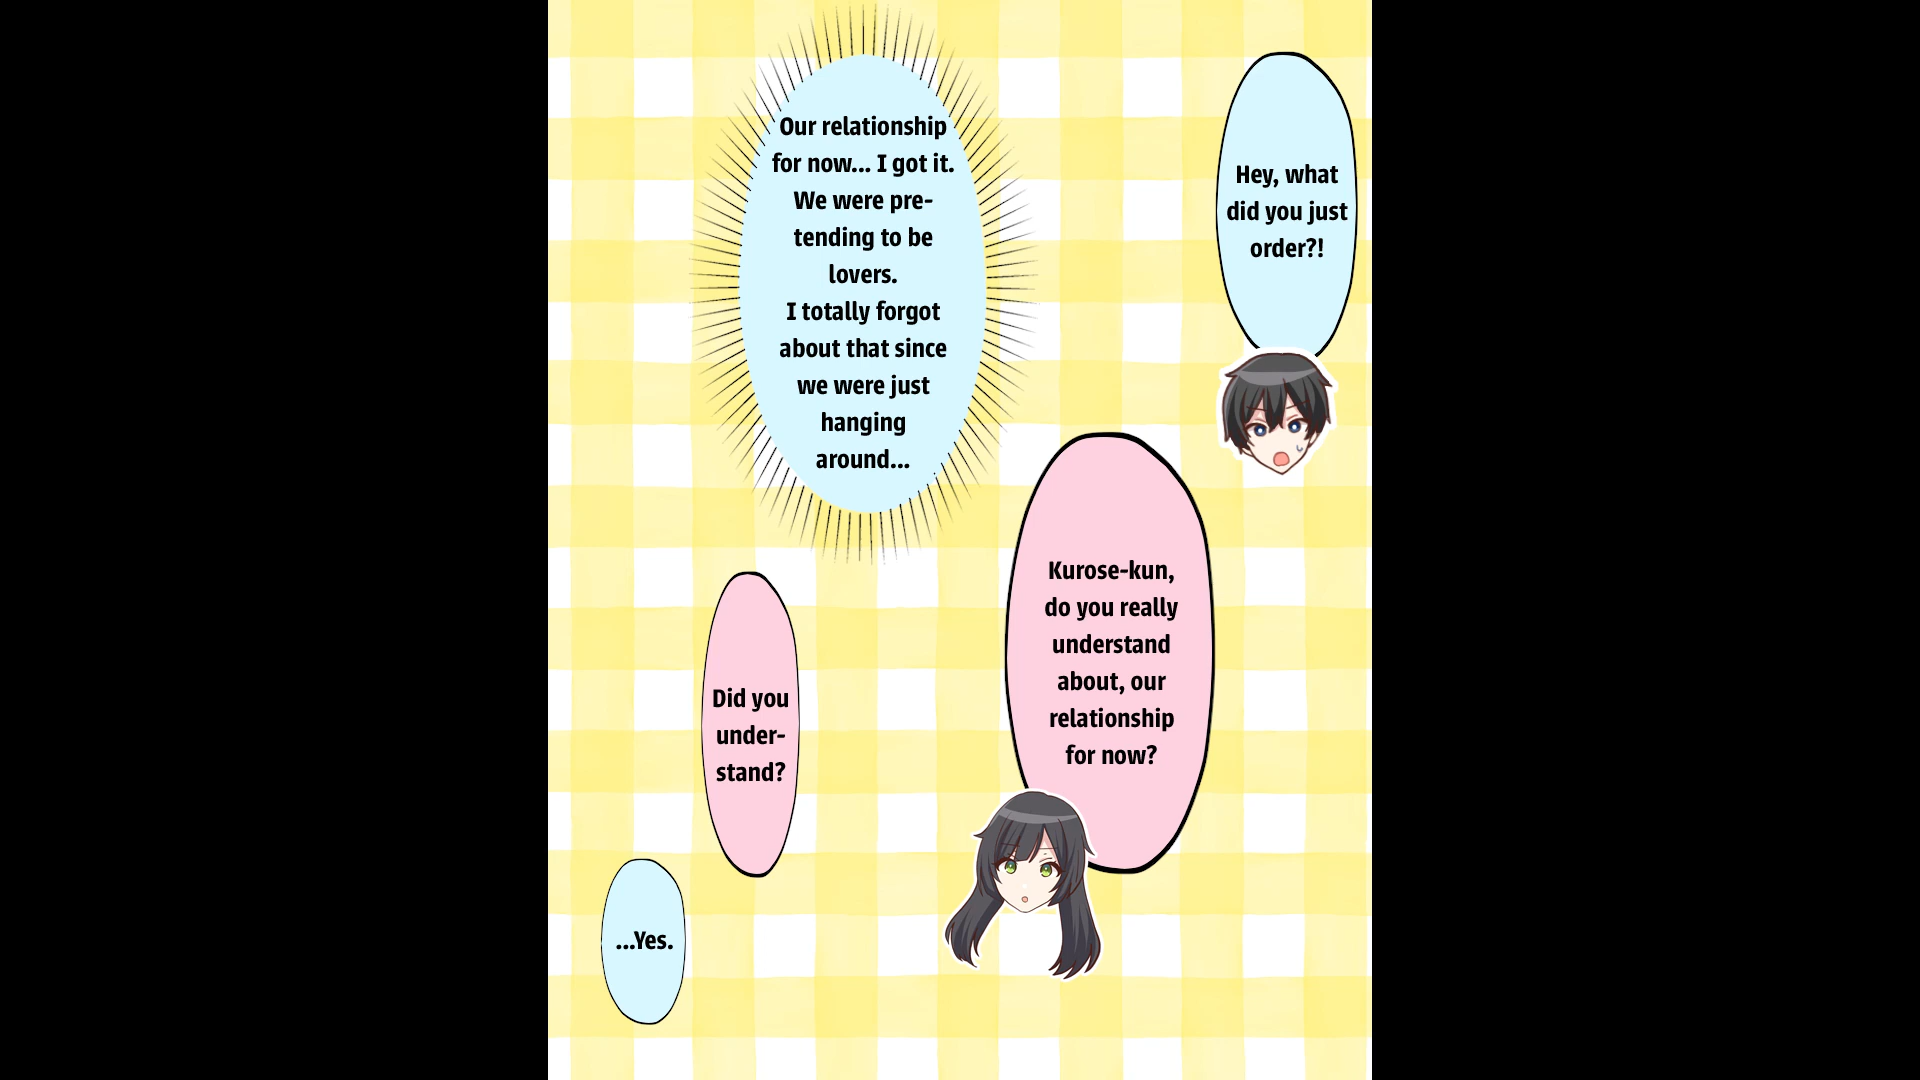 Hey, what
did you just
order?!
Kurose-kun,
do you really
understand
about, our
relationship
for now?
Our relationship
for now... I got it.
We were pre-
tending to be
lovers.
I totally forgot
about that since
we were just
hanging
around...
Did you
under-
stand?
...Yes.